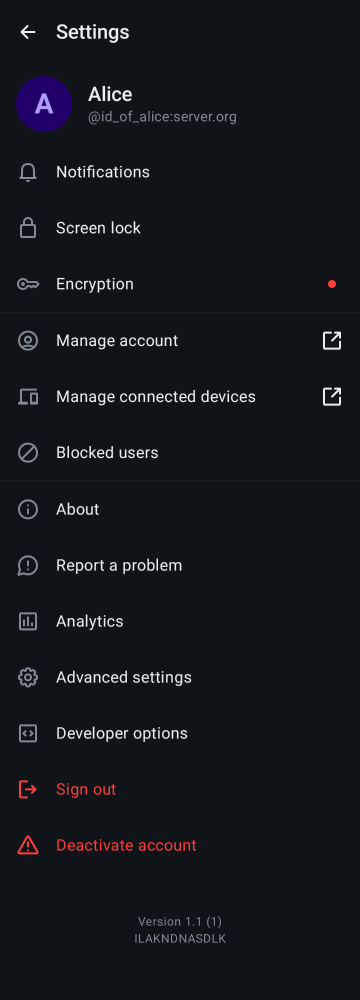 Settings
A
Alice
@id_of_alice:server.org
Notifications
Screen lock
Encryption
Manage account
Manage connected devices
Blocked users
About
Report a problem
Analytics
Advanced settings
Developer options
Sign out
Deactivate account
Version 1.1 (1)
ILAKNDNASDLK